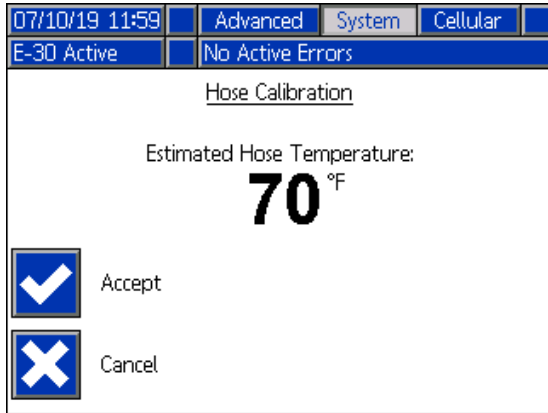 07/10/19 11:59 Advanced System Cellular
E-30 Active No Active Errors
Hose Calibration
Estimated Hose Temperature:
70 °F
Accept
Cancel